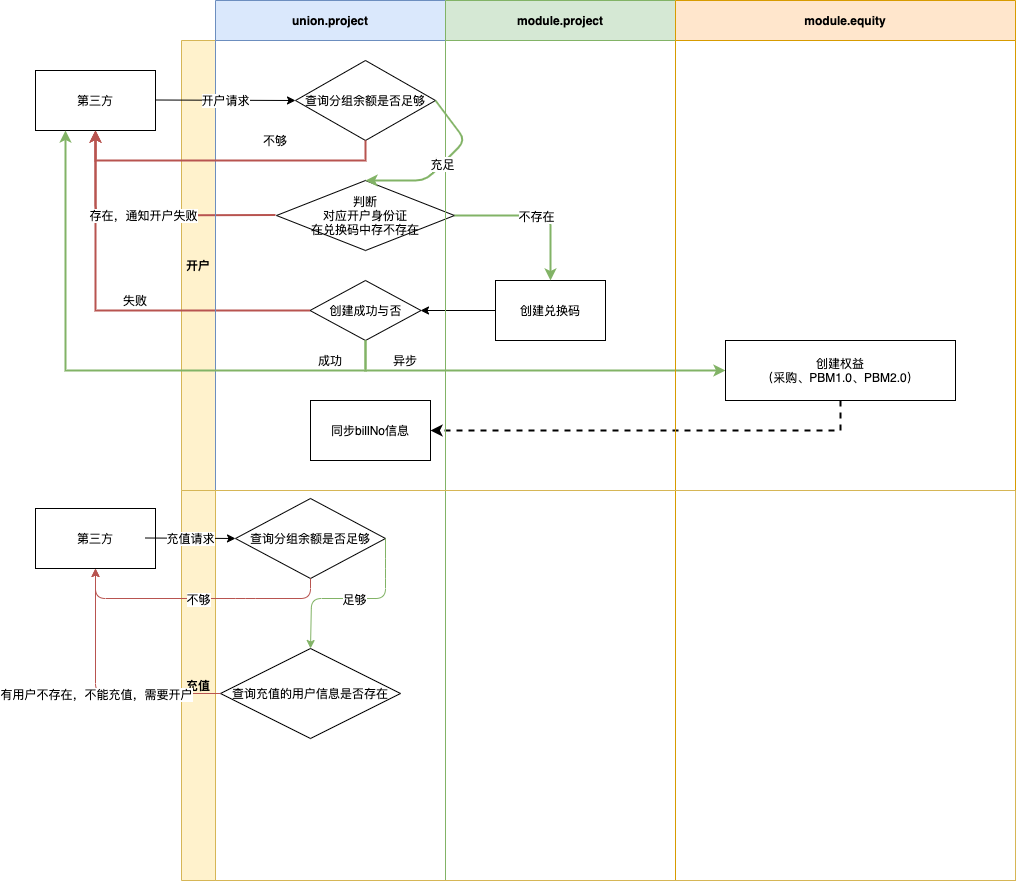 union.project
module.project
module.equity
第三方
开户请求
查询分组余额是否足够
不够
充足
判断
对应开户身份证
在兑换码中存不存在
存在，通知开户失败
不存在
开户
失败
创建成功与否
创建兑换码
成功
异步
创建权益
（采购、PBM1.0、PBM2.0）
同步billNo信息
第三方
充值请求
查询分组余额是否足够
不够
足够
充值
有用户不存在，不能充值，需要开户
查询充值的用户信息是否存在